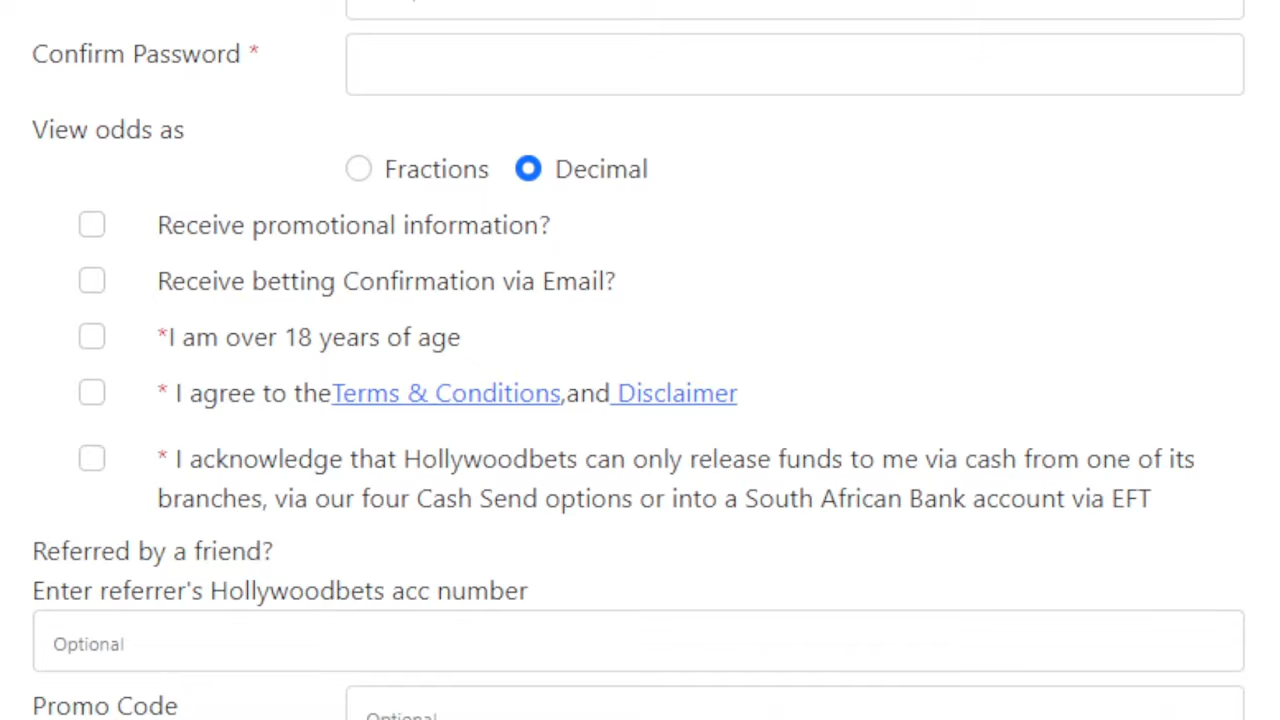 Confirm Password *
View odds as
Fractions Decimal
Receive promotional information?
Receive betting Confirmation via Email?
*I am over 18 years of age
* I agree to theTerms & Conditions,and Disclaimer
* I acknowledge that Hollywoodbets can only release funds to me via cash from one of its
branches, via our four Cash Send options or into a South African Bank account via EFT
Referred by a friend?
Enter referrer's Hollywoodbets acc number
Optional
Promo Code
Optional